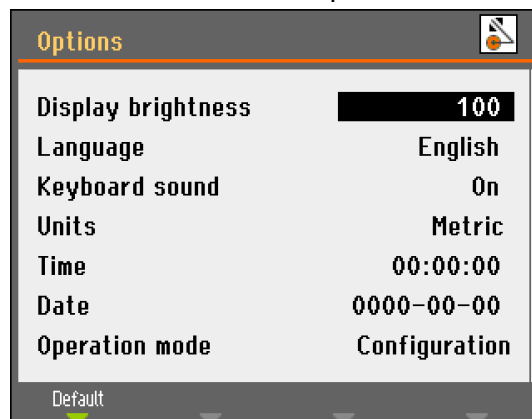 Options
Display brightness 100
Language English
Keyboard sound On
Units Metric
Time 00:00:00
Date 0000-00-00
Operation mode Configuration
Default